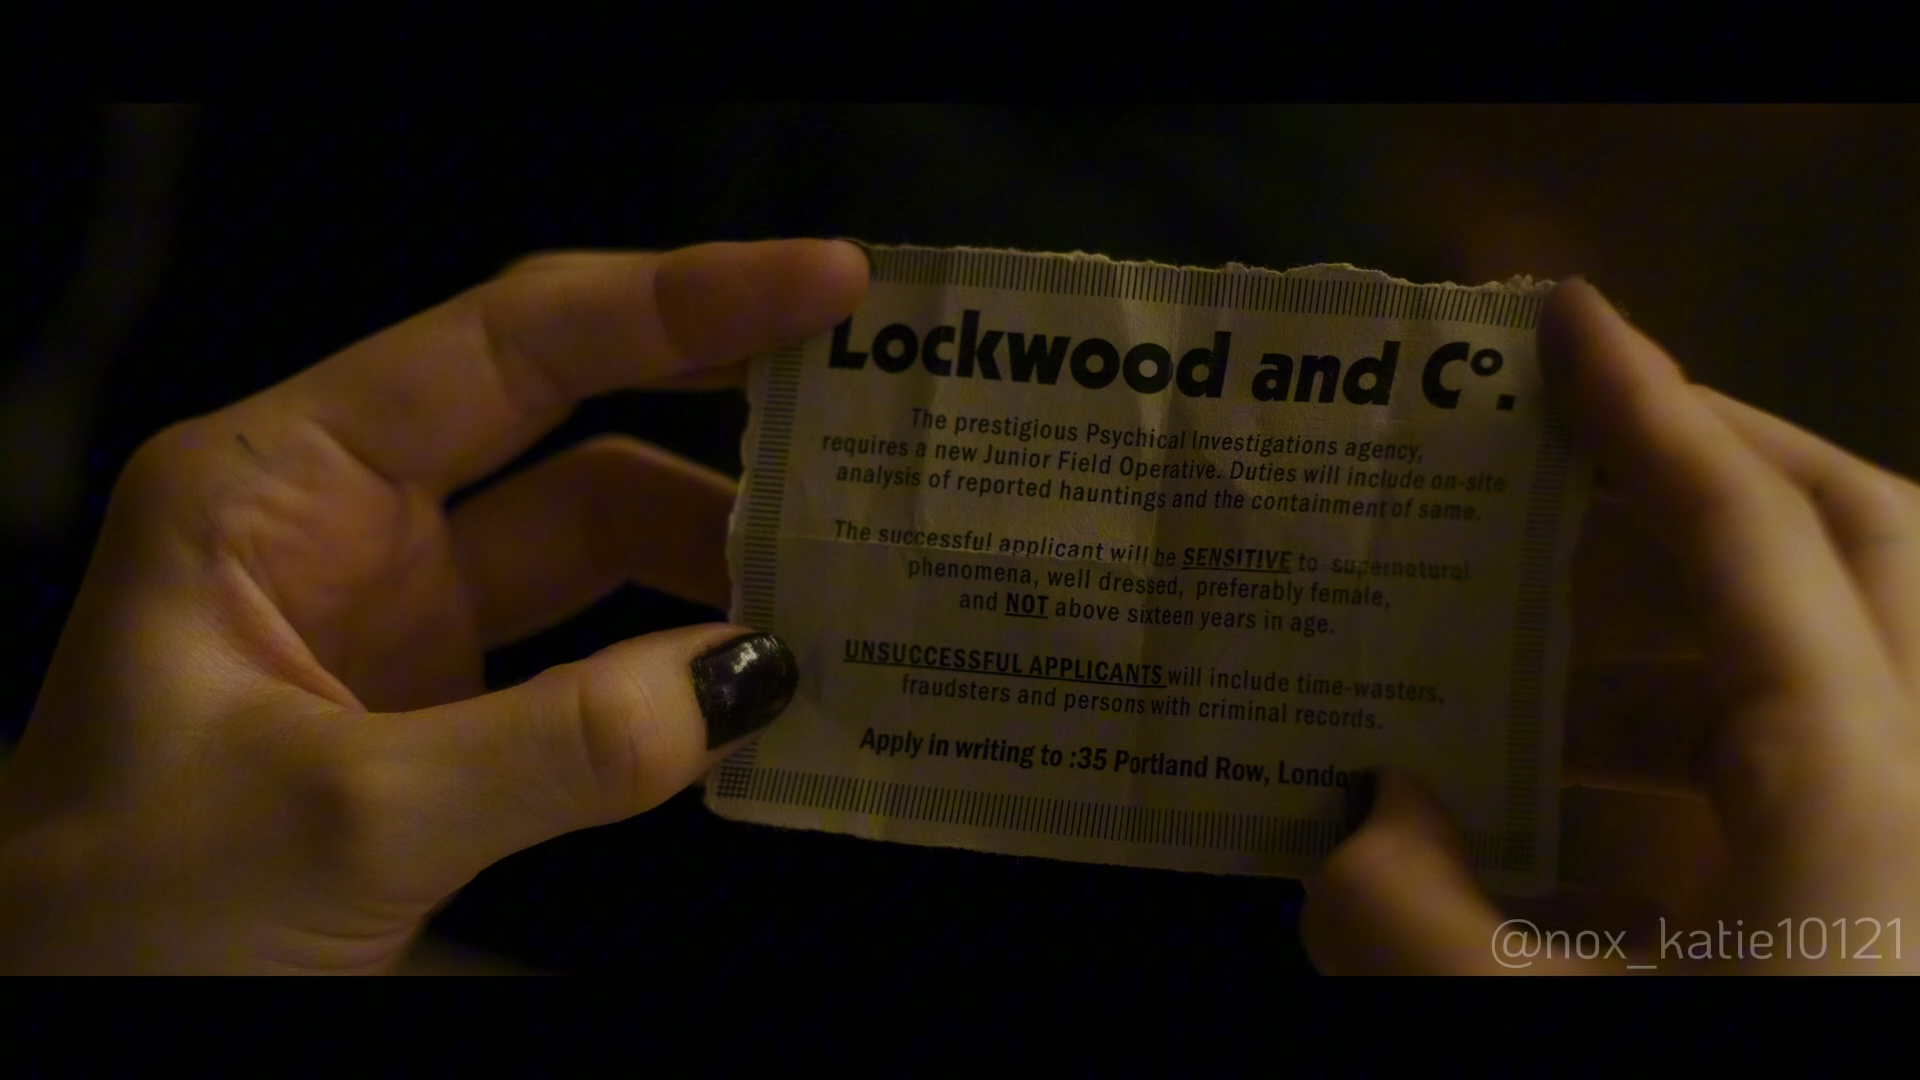 Lockwood and Cº.
The prestigious Psychical Investigations agency,
requires a new Junior Field Operative. Duties will include on-site
analysis of reported hauntings and the containment of same.
The successful applicant will be SENSITIVE to supernatural
phenomena, well dressed, preferably female,
and NOT above sixteen years in age.
UNSUCCESSFUL APPLICANTS will include time-wasters,
fraudsters and persons with criminal records.
Apply in writing to :35 Portland Row, Londo
@nox_katie10121